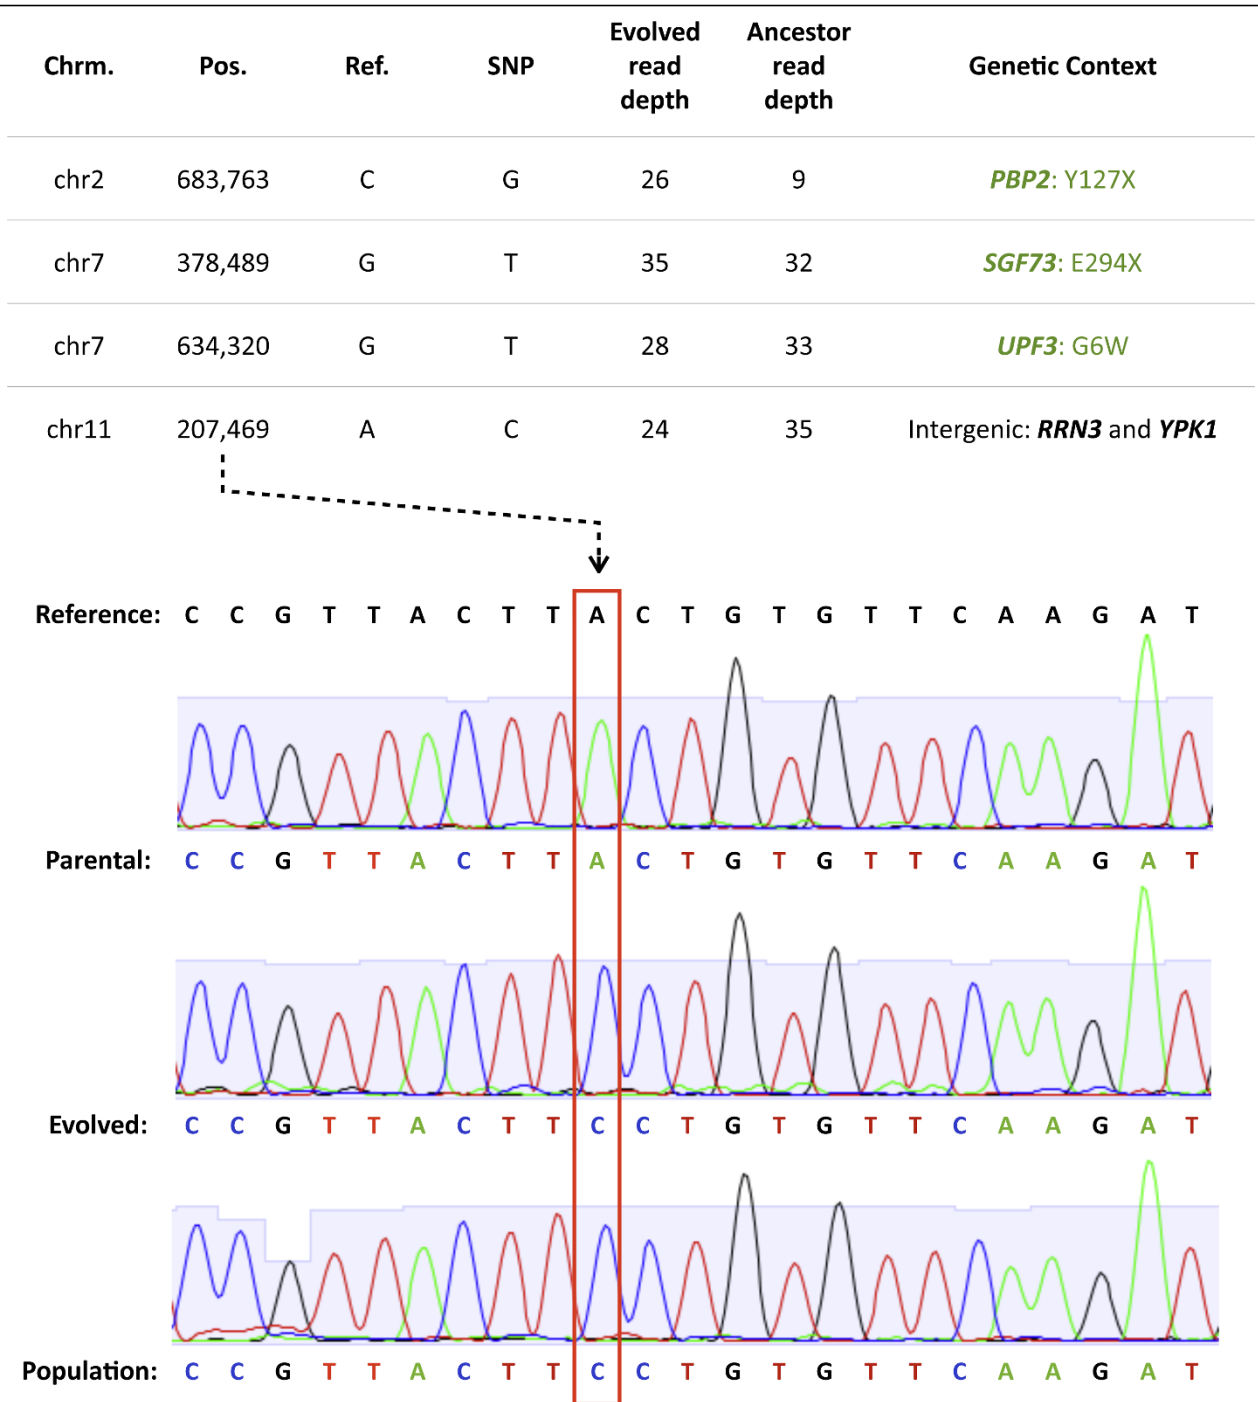 Chrm. Pos. Ref. SNP Evolved read depth Ancestor read depth Genetic Context
chr2 683,763 C G 26 9 PBP2: Y127X
chr7 378,489 G T 35 32 SGF73: E294X
chr7 634,320 G T 28 33 UPF3: G6W
chr11 207,469 A C 24 35 Intergenic: RRN3 and YPK1
Reference: C C G T T A C T T A C T G T G T T C A A G A T
Parental: C C G T T A C T T A C T G T G T T C A A G A T
Evolved: C C G T T A C T T C C T G T G T T C A A G A T
Population: C C G T T A C T T C C T G T G T T C A A G A T